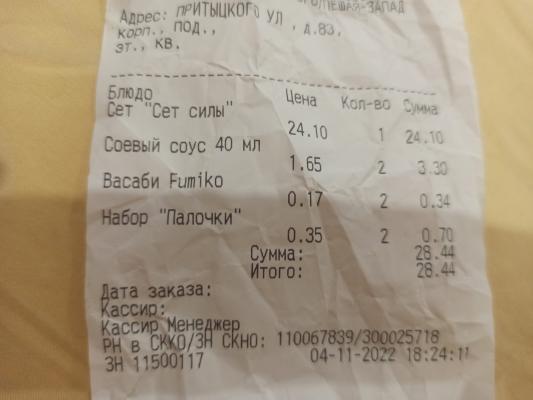 Адрес: ПРИТЫЦКОГО УЛ , д.83,
корп., под.,
эт., кв.
Блюдо Цена Кол-во Сумма
Сет "Сет силы"
24.10 1 24.10
Соевый соус 40 мл
1.65 2 3.30
Васаби Fumiko
0.17 2 0.34
Набор "Палочки"
0.35 2 0.70
Сумма: 28.44
Итого: 28.44
Дата заказа:
Кассир:
Кассир Менеджер
РН в СККО/ЗН СКНО: 110067839/300025718
ЗН 11500117 04-11-2022 18:24:11